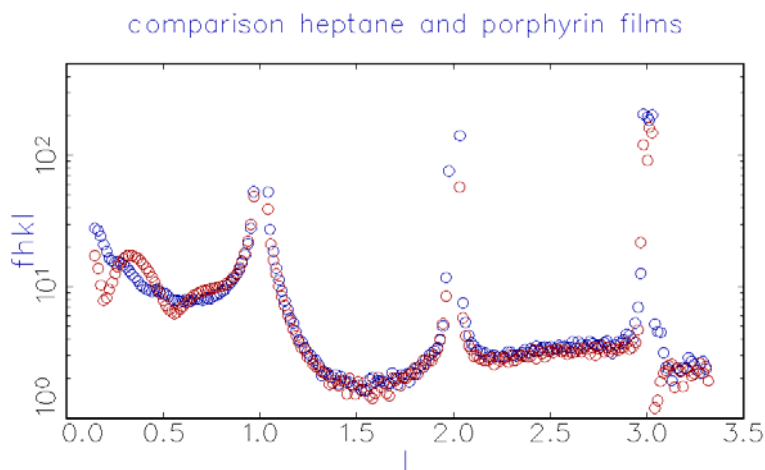 comparison heptane and porphyrin films
fhkl
10²
10¹
10⁰
0.0 0.5 1.0 1.5 2.0 2.5 3.0 3.5
l